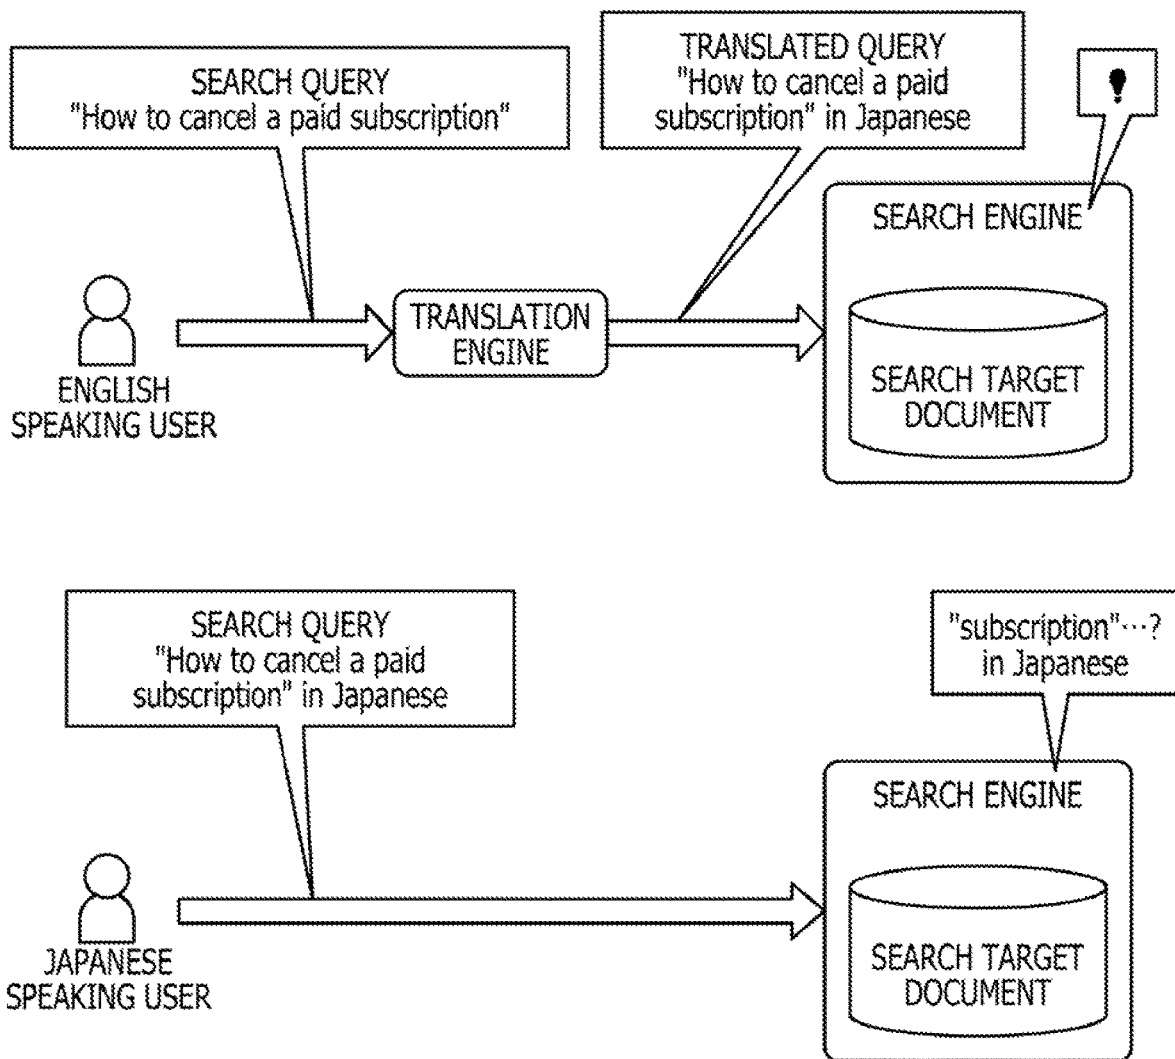 SEARCH QUERY
"How to cancel a paid subscription"
TRANSLATED QUERY
"How to cancel a paid
subscription" in Japanese
!
SEARCH ENGINE
TRANSLATION
ENGINE
SEARCH TARGET
DOCUMENT
ENGLISH
SPEAKING USER
SEARCH QUERY
"How to cancel a paid
subscription" in Japanese
"subscription"···?
in Japanese
SEARCH ENGINE
SEARCH TARGET
DOCUMENT
JAPANESE
SPEAKING USER